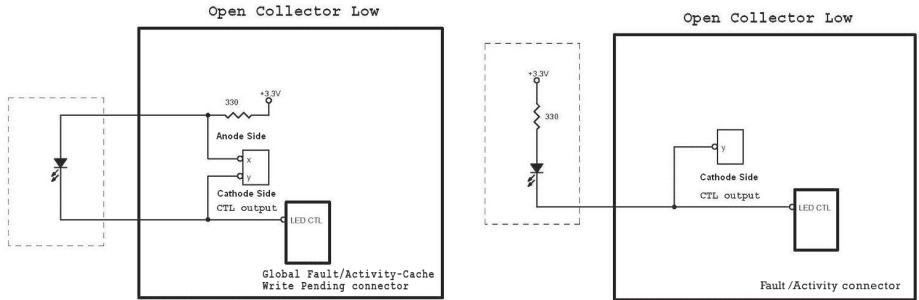 Open Collector Low
+3.3V
330
Anode Side
x
y
Cathode Side
CTL output
LED CTL
Global Fault/Activity-Cache
Write Pending connector
Open Collector Low
+3.3V
330
y
Cathode Side
CTL output
LED CTL
Fault /Activity connector